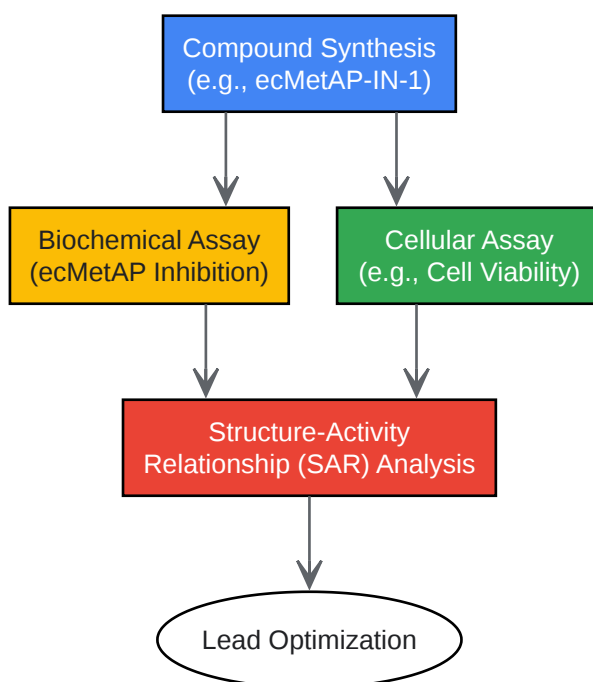 Compound Synthesis
(e.g., ecMetAP-IN-1)
Biochemical Assay
(ecMetAP Inhibition)
Cellular Assay
(e.g., Cell Viability)
Structure-Activity
Relationship (SAR) Analysis
Lead Optimization